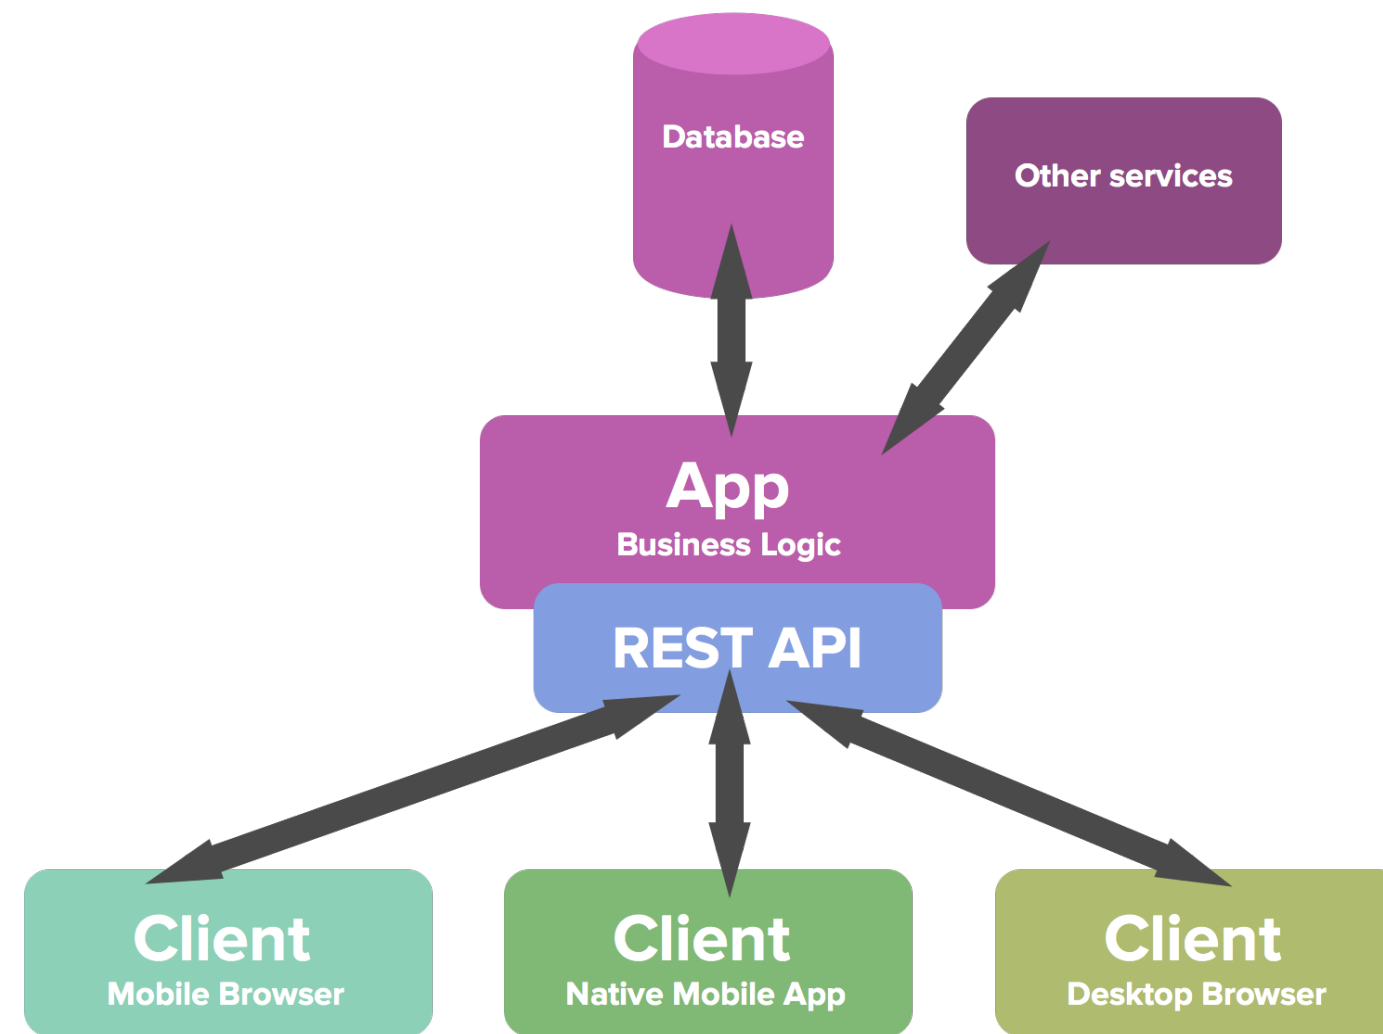 Database
Other services
App
Business Logic
REST API
Client
Mobile Browser
Client
Native Mobile App
Client
Desktop Browser